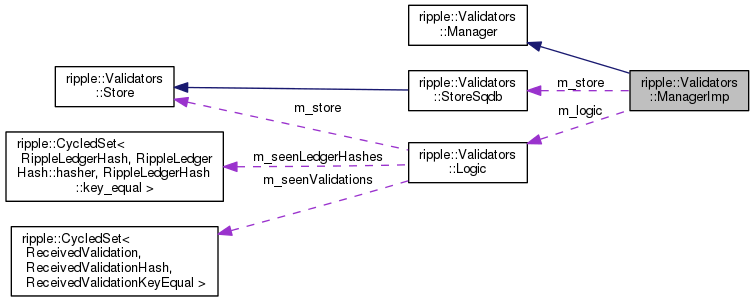 ripple::Validators
::Manager
ripple::Validators
::Store
ripple::Validators
::StoreSqdb
m_store
ripple::Validators
::ManagerImp
m_store
m_logic
ripple::CycledSet<
RippleLedgerHash, RippleLedger
Hash::hasher, RippleLedgerHash
::key_equal >
m_seenLedgerHashes
ripple::Validators
::Logic
m_seenValidations
ripple::CycledSet<
ReceivedValidation,
ReceivedValidationHash,
ReceivedValidationKeyEqual >